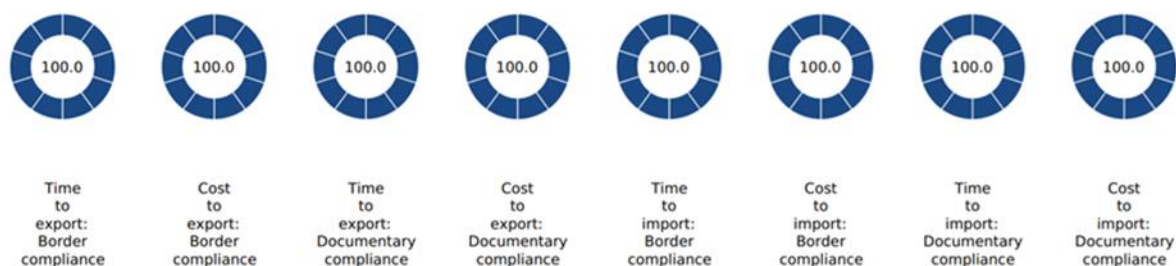 100.0 100.0 100.0 100.0 100.0 100.0 100.0 100.0
Time
to
export:
Border
compliance
Cost
to
export:
Border
compliance
Time
to
export:
Documentary
compliance
Cost
to
export:
Documentary
compliance
Time
to
import:
Border
compliance
Cost
to
import:
Border
compliance
Time
to
import:
Documentary
compliance
Cost
to
import:
Documentary
compliance